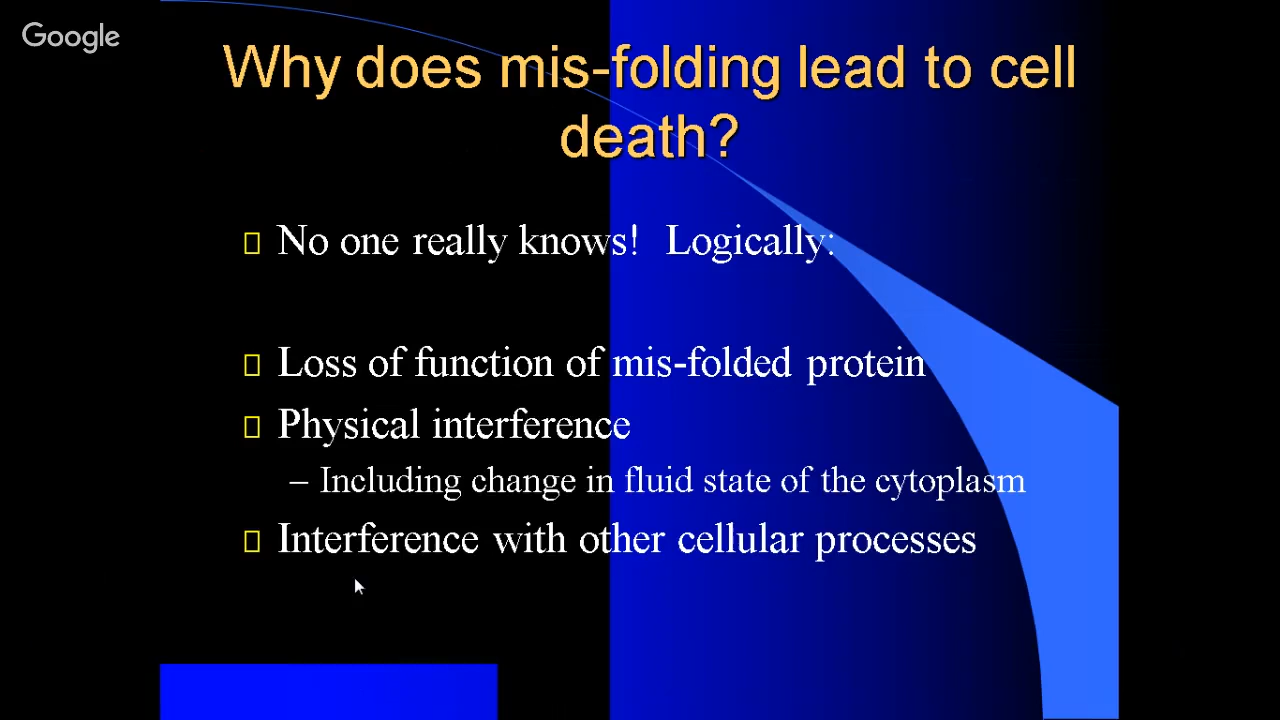 Google
Why does mis-folding lead to cell
death?
No one really knows!  Logically:
Loss of function of mis-folded protein
Physical interference
– Including change in fluid state of the cytoplasm
Interference with other cellular processes